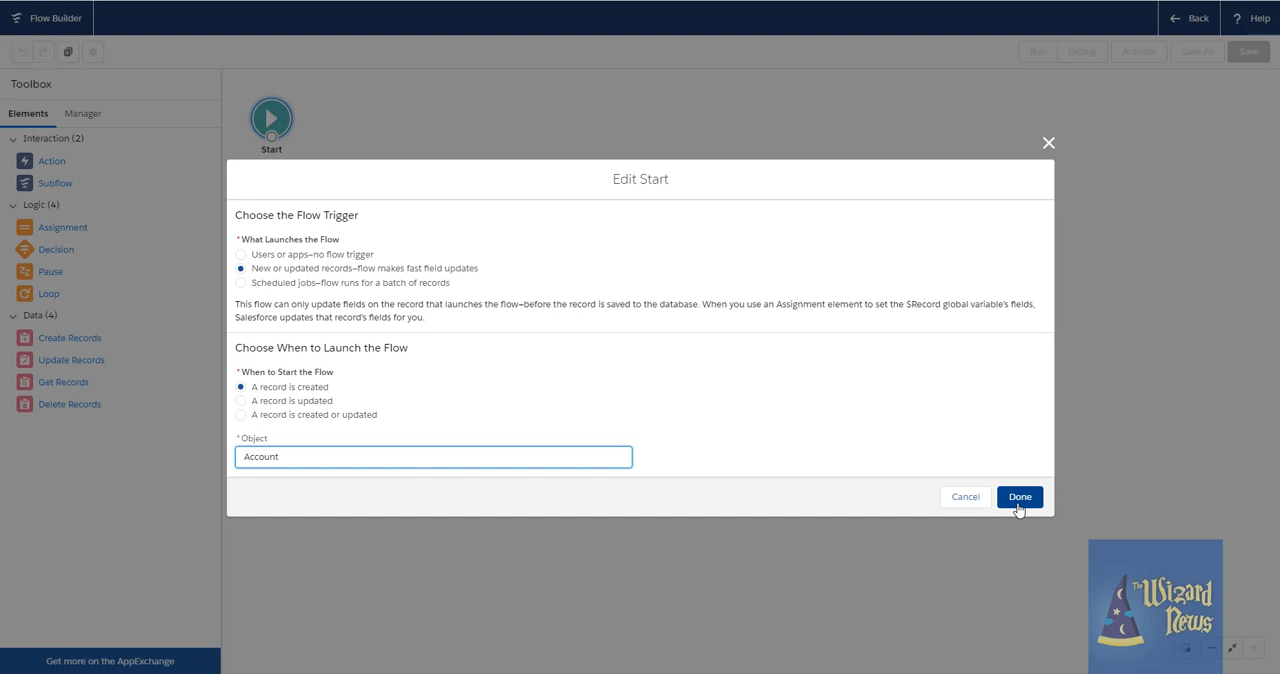 Flow Builder
Back
? Help
Run
Debug
Activate
Save As
Save
Toolbox
Elements
Manager
Interaction (2)
Action
Subflow
Logic (4)
Assignment
Decision
Pause
Loop
Data (4)
Create Records
Update Records
Get Records
Delete Records
Get more on the AppExchange
Start
Edit Start
Choose the Flow Trigger
*What Launches the Flow
Users or apps—no flow trigger
New or updated records—flow makes fast field updates
Scheduled jobs—flow runs for a batch of records
This flow can only update fields on the record that launches the flow—before the record is saved to the database. When you use an Assignment element to set the $Record global variable's fields,
Salesforce updates that record's fields for you.
Choose When to Launch the Flow
*When to Start the Flow
A record is created
A record is updated
A record is created or updated
*Object
Account
Cancel
Done
The
Wizard
News